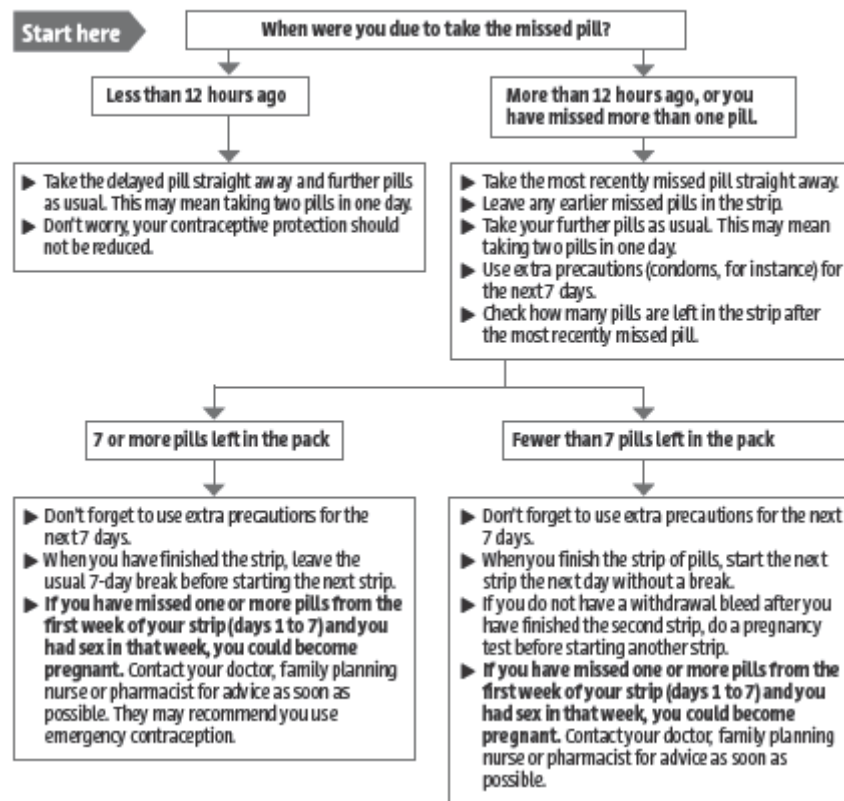 Start here
When were you due to take the missed pill?
Less than 12 hours ago
More than 12 hours ago, or you
have missed more than one pill.
▶ Take the delayed pill straight away and further pills
as usual. This may mean taking two pills in one day.
▶ Don't worry, your contraceptive protection should
not be reduced.
▶ Take the most recently missed pill straight away.
▶ Leave any earlier missed pills in the strip.
▶ Take your further pills as usual. This may mean
taking two pills in one day.
▶ Use extra precautions (condoms, for instance) for
the next 7 days.
▶ Check how many pills are left in the strip after
the most recently missed pill.
7 or more pills left in the pack
Fewer than 7 pills left in the pack
▶ Don't forget to use extra precautions for the
next 7 days.
▶ When you have finished the strip, leave the
usual 7-day break before starting the next strip.
▶ If you have missed one or more pills from the
first week of your strip (days 1 to 7) and you
had sex in that week, you could become
pregnant. Contact your doctor, family planning
nurse or pharmacist for advice as soon as
possible. They may recommend you use
emergency contraception.
▶ Don't forget to use extra precautions for the next
7 days.
▶ When you finish the strip of pills, start the next
strip the next day without a break.
▶ If you do not have a withdrawal bleed after you
have finished the second strip, do a pregnancy
test before starting another strip.
▶ If you have missed one or more pills from the
first week of your strip (days 1 to 7) and you
had sex in that week, you could become
pregnant. Contact your doctor, family planning
nurse or pharmacist for advice as soon as
possible.